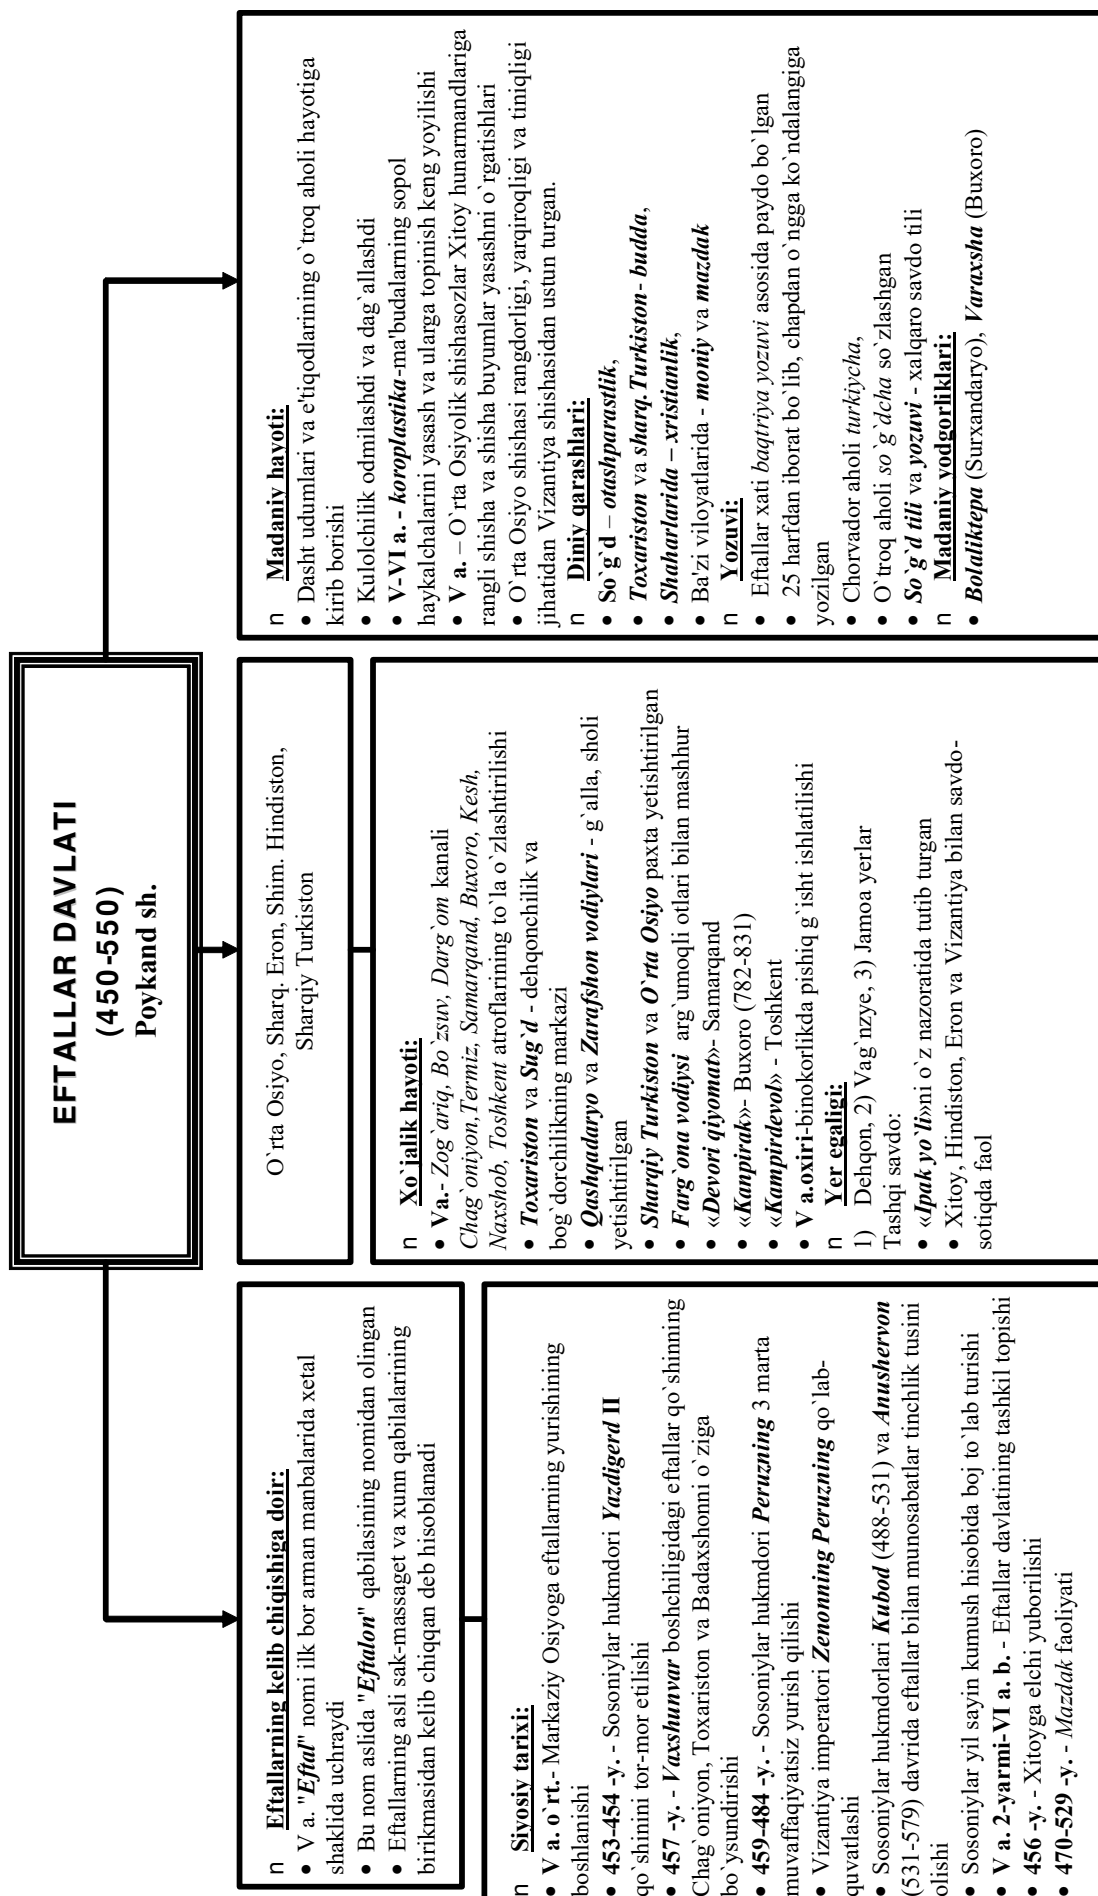 EFTALLAR DAVLATI
(450-550)
Poykand sh.
n Eftallarning kelib chiqishiga doir:
• V a. "Eftal" nomi ilk bor arman manbalarida xetal
shaklida uchraydi
• Bu nom aslida "Eftalon" qabilasining nomidan olingan
• Eftallarning asli sak-massaget va xunn qabilalarining
birikmasidan kelib chiqqan deb hisoblanadi
n Siyosiy tarixi:
• V a. o`rt.- Markaziy Osiyoga eftallarning yurishining
boshlanishi
• 453-454 -y. - Sosoniylar hukmdori Yazdigerd II
qo`shinini tor-mor etilishi
• 457 -y. - Vaxshunvar boshchiligidagi eftallar qo`shinning
Chag`oniyon, Toxariston va Badaxshonni o`ziga
bo`ysundirishi
• 459-484 -y. - Sosoniylar hukmdori Peruzning 3 marta
muvaffaqiyatsiz yurish qilishi
• Vizantiya imperatori Zenonning Peruzning qo`lab-
quvatlashi
• Sosoniylar hukmdorlari Kubod (488-531) va Anushervon
(531-579) davrida eftallar bilan munosabatlar tinchlik tusini
olishi
• Sosoniylar yil sayin kumush hisobida boj to`lab turishi
• V a. 2-yarmi-VI a. b. - Eftallar davlatining tashkil topishi
• 456 -y. - Xitoyga elchi yuborilishi
• 470-529 -y. - Mazdak faoliyati
O`rta Osiyo, Sharq. Eron, Shim. Hindiston,
Sharqiy Turkiston
n Xo`jalik hayoti:
• Va.- Zog`ariq, Bo`zsuv, Darg`om kanali
Chag`oniyon,Termiz, Samarqand, Buxoro, Kesh,
Naxshob, Toshkent atroflarining to`la o`zlashtirilishi
• Toxariston va Sug`d - dehqonchilik va
bog`dorchilikning markazi
• Qashqadaryo va Zarafshon vodiylari - g`alla, sholi
yetishtirilgan
• Sharqiy Turkiston va O`rta Osiyo paxta yetishtirilgan
• Farg`ona vodiysi arg`umoqli otlari bilan mashhur
• «Devori qiyomat»- Samarqand
• «Kanpirak»- Buxoro (782-831)
• «Kampirdevol» - Toshkent
• V a.oxiri-binokorlikda pishiq g`isht ishlatilishi
n Yer egaligi:
1) Dehqon, 2) Vag`nzye, 3) Jamoa yerlar
Tashqi savdo:
• «Ipak yo`li»ni o`z nazoratida tutib turgan
• Xitoy, Hindiston, Eron va Vizantiya bilan savdo-
sotiqda faol
n Madaniy hayoti:
• Dasht udumlari va e'tiqodlarining o`troq aholi hayotiga
kirib borishi
• Kulolchilik odmilashdi va dag`allashdi
• V-VI a. - koroplastika-ma'budalarning sopol
haykalchalarini yasash va ularga topinish keng yoyilishi
• V a. – O`rta Osiyolik shishasozlar Xitoy hunarmandlariga
rangli shisha va shisha buyumlar yasashni o`rgatishlari
• O`rta Osiyo shishasi rangdorligi, yarqiroqligi va tiniqligi
jihatidan Vizantiya shishasidan ustun turgan.
n Diniy qarashlari:
• So`g`d – otashparastlik,
• Toxariston va sharq.Turkiston- budda,
• Shaharlarida – xristianlik,
• Ba'zi viloyatlarida - moniy va mazdak
n Yozuvi:
• Eftallar xati baqtriya yozuvi asosida paydo bo`lgan
• 25 harfdan iborat bo`lib, chapdan o`ngga ko`ndalangiga
yozilgan
• Chorvador aholi turkiycha,
• O`troq aholi so`g`dcha so`zlashgan
• So`g`d tili va yozuvi - xalqaro savdo tili
n Madaniy yodgorliklari:
• Bolaliktepa (Surxandaryo), Varaxsha (Buxoro)